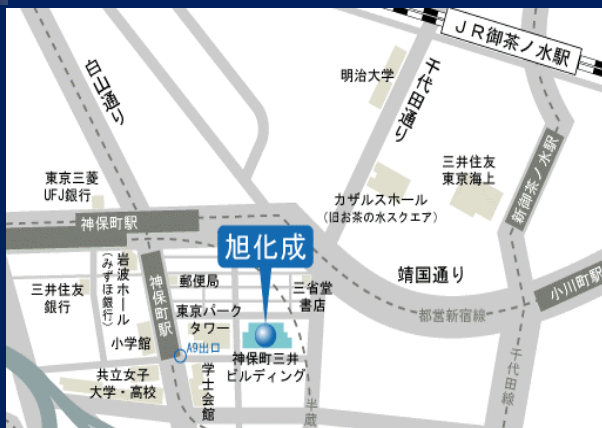 JR御茶ノ水駅
明治大学
千代田通り
白山通り
三井住友
東京海上
新御茶ノ水駅
東京三菱
UFJ銀行
カザルスホール
（旧お茶の水スクエア）
神保町駅
旭化成
靖国通り
小川町駅
岩波ホール
（みずほ銀行）
神保町駅
郵便局
三省堂
書店
三井住友
銀行
東京パーク
タワー
都営新宿線
小学館
A9出口
神保町三井
ビルディング
千代田線
共立女子
大学・高校
学士会館
半蔵